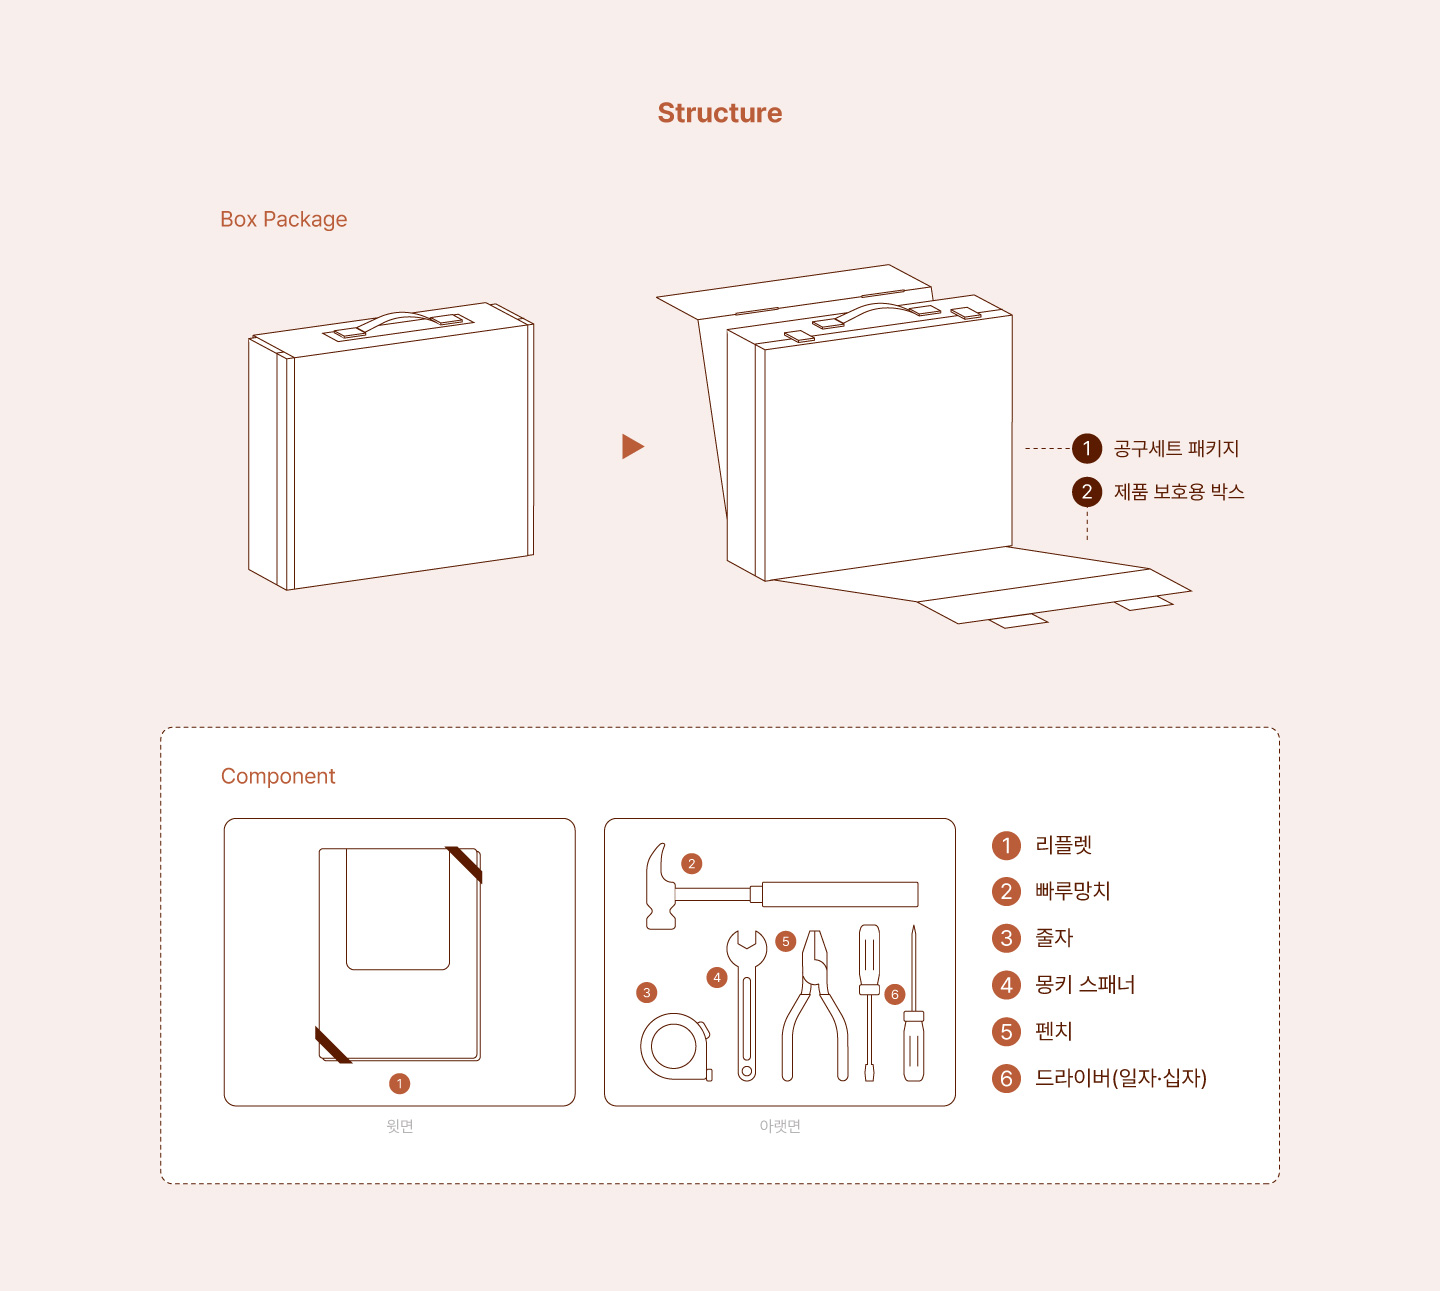 Structure
Box Package
1 공구세트 패키지
2 제품 보호용 박스
Component
1 리플렛
2 빠루망치
3 줄자
4 몽키 스패너
5 펜치
6 드라이버(일자·십자)
2
5
4
3
6
1
윗면
아랫면